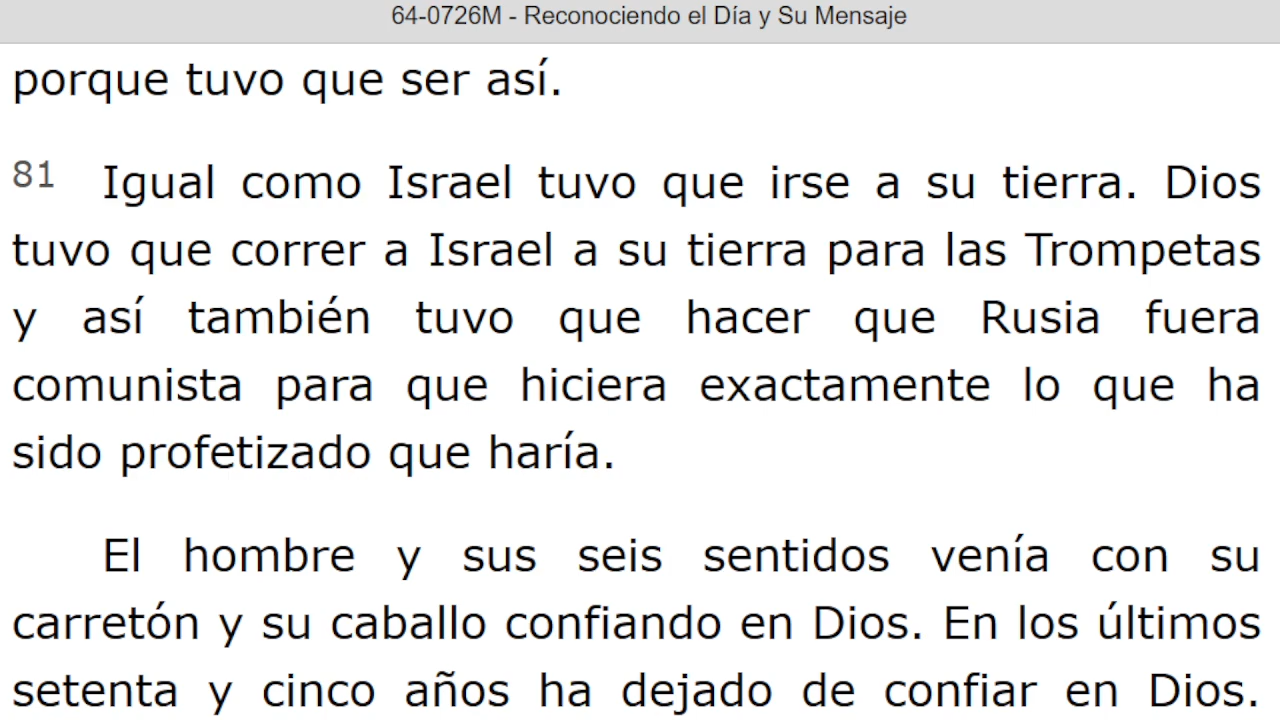 64-0726M - Reconociendo el Día y Su Mensaje
porque tuvo que ser así.
81 Igual como Israel tuvo que irse a su tierra. Dios
tuvo que correr a Israel a su tierra para las Trompetas
y así también tuvo que hacer que Rusia fuera
comunista para que hiciera exactamente lo que ha
sido profetizado que haría.
El hombre y sus seis sentidos venía con su
carretón y su caballo confiando en Dios. En los últimos
setenta y cinco años ha dejado de confiar en Dios.